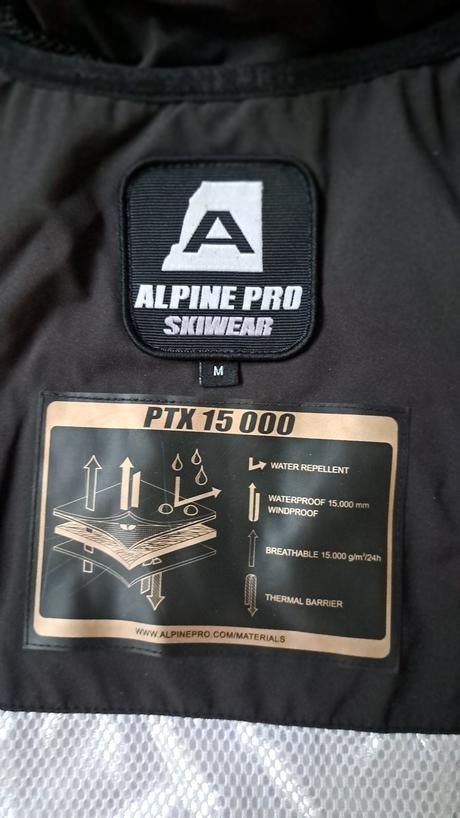 A
ALPINE PRO
SKIWEAR
M
PTX 15 000
WATER REPELLENT
WATERPROOF 15.000 mm
WINDPROOF
BREATHABLE 15.000 g/m²/24h
THERMAL BARRIER
WWW.ALPINEPRO.COM/MATERIALS